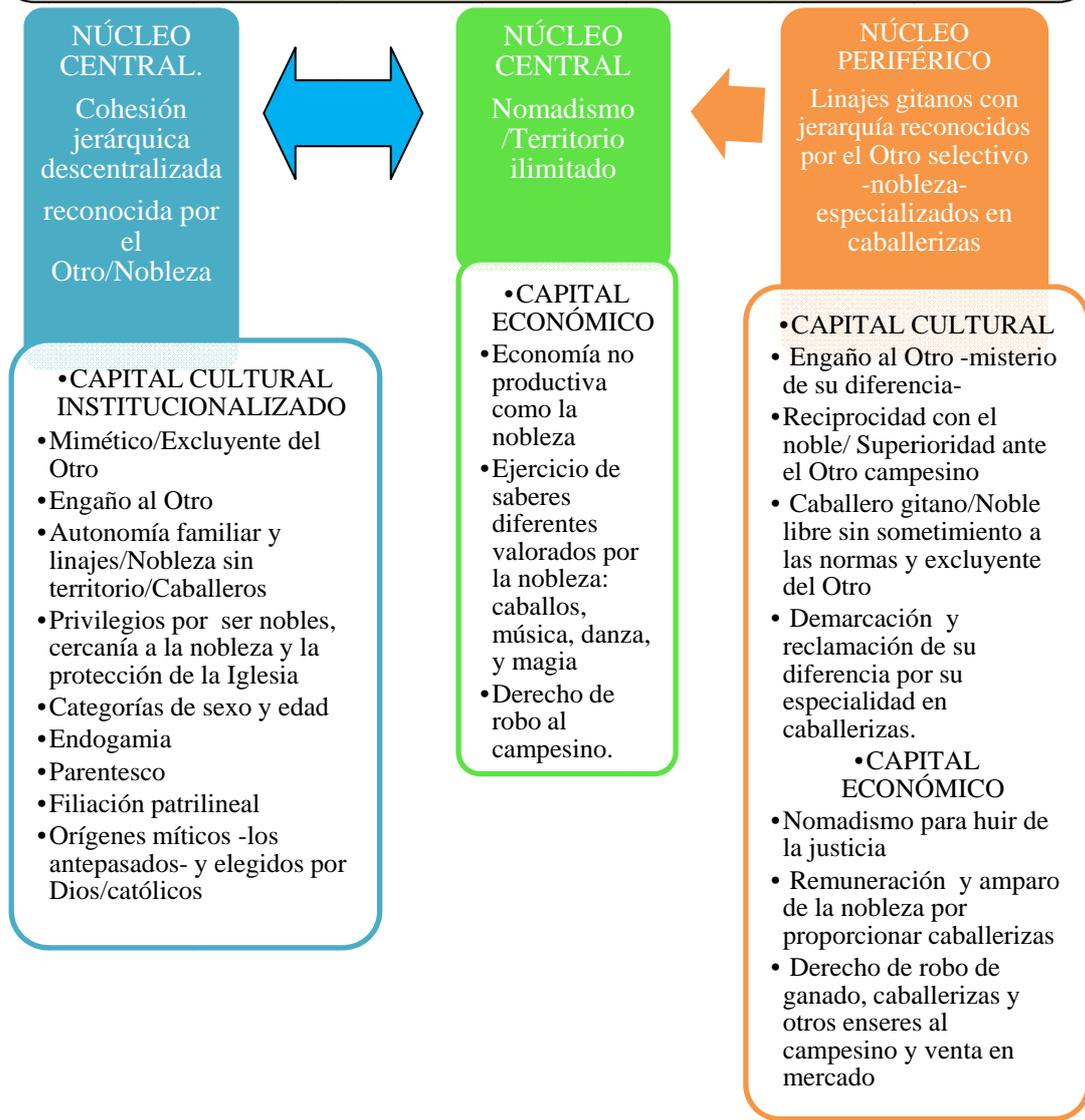 NÚCLEO
CENTRAL.
Cohesión
jerárquica
descentralizada
reconocida por
el
Otro/Nobleza
•CAPITAL CULTURAL
INSTITUCIONALIZADO
•Mimético/Excluyente del
Otro
•Engaño al Otro
•Autonomía familiar y
linajes/Nobleza sin
territorio/Caballeros
•Privilegios por ser nobles,
cercanía a la nobleza y la
protección de la Iglesia
•Categorías de sexo y edad
•Endogamia
•Parentesco
•Filiación patrilineal
•Orígenes míticos -los
antepasados- y elegidos por
Dios/católicos
NÚCLEO
CENTRAL
Nomadismo
/Territorio
ilimitado
•CAPITAL
ECONÓMICO
•Economía no
productiva
como la
nobleza
•Ejercicio de
saberes
diferentes
valorados por
la nobleza:
caballos,
música, danza,
y magia
•Derecho de
robo al
campesino.
NÚCLEO
PERIFÉRICO
Linajes gitanos con
jerarquía reconocidos
por el Otro selectivo
-nobleza-
especializados en
caballerizas
•CAPITAL CULTURAL
• Engaño al Otro -misterio
de su diferencia-
•Reciprocidad con el
noble/ Superioridad ante
el Otro campesino
• Caballero gitano/Noble
libre sin sometimiento a
las normas y excluyente
del Otro
• Demarcación y
reclamación de su
diferencia por su
especialidad en
caballerizas.
•CAPITAL
ECONÓMICO
•Nomadismo para huir de
la justicia
• Remuneración y amparo
de la nobleza por
proporcionar caballerizas
• Derecho de robo de
ganado, caballerizas y
otros enseres al
campesino y venta en
mercado